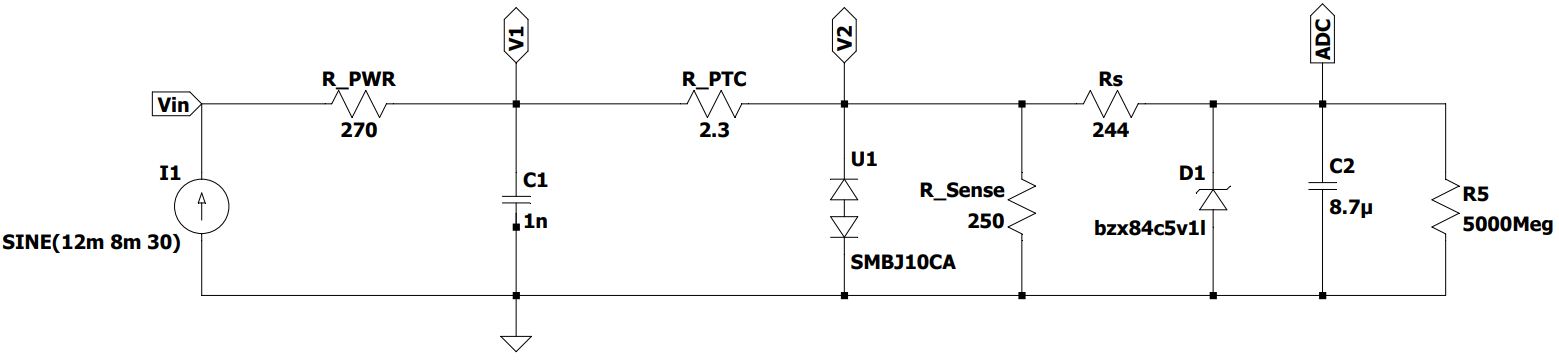 V1
V2
ADC
R_PWR
R_PTC
Rs
Vin
270
2.3
244
I1
C1
U1
D1
C2
R_Sense
R5
1n
250
8.7µ
5000Meg
SINE(12m 8m 30)
bzx84c5v1l
SMBJ10CA